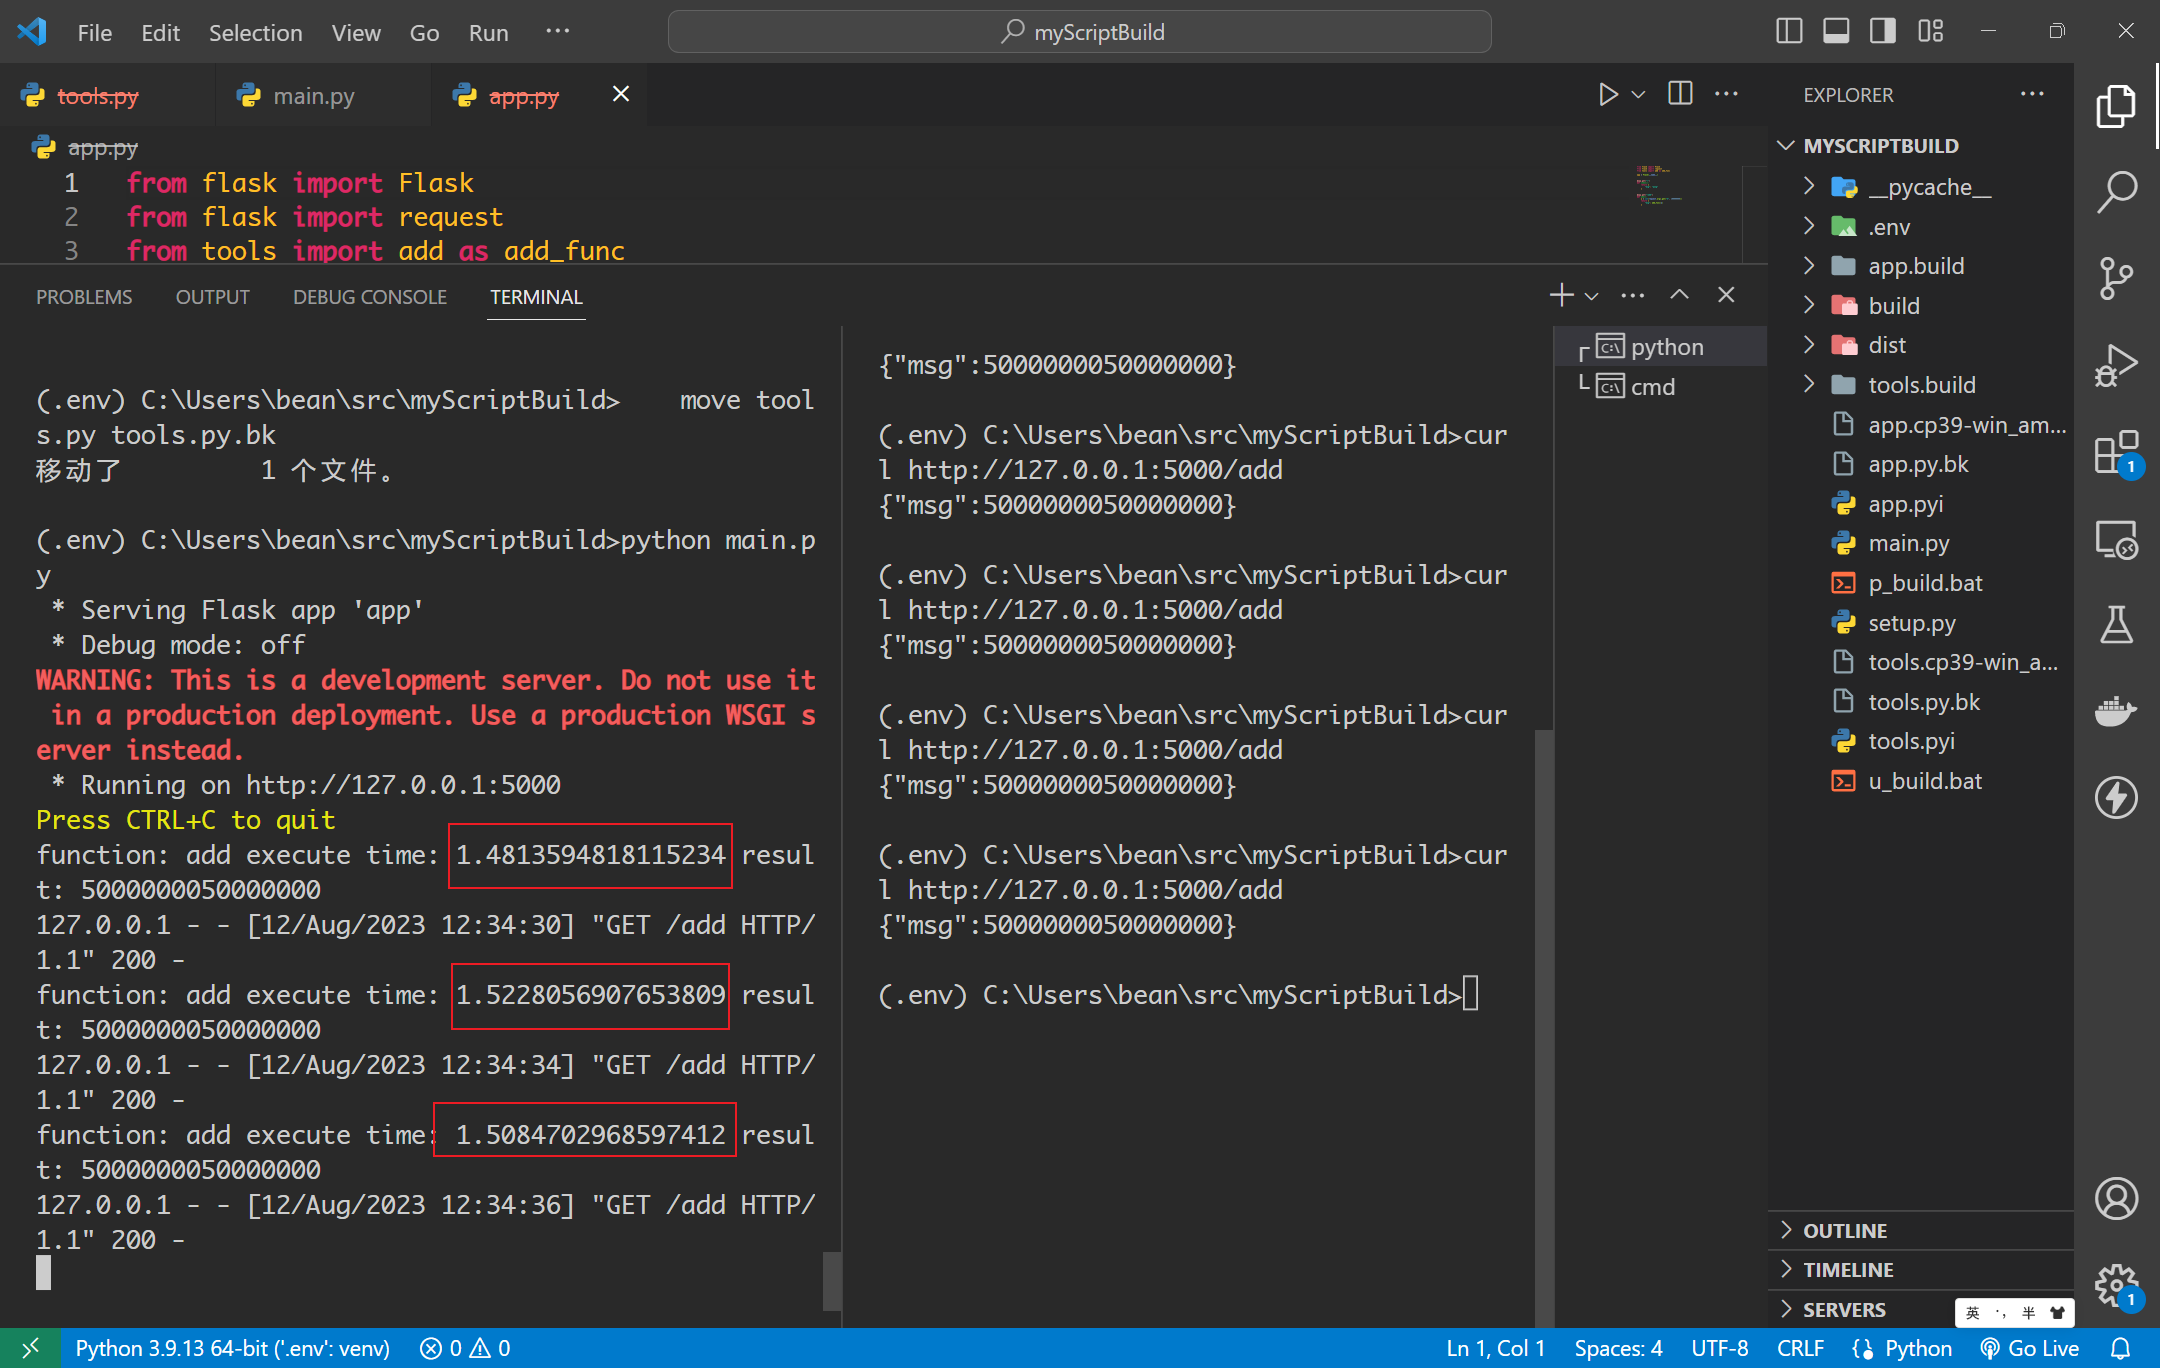 File Edit Selection View Go Run ···
myScriptBuild
tools.py
main.py
app.py
app.py
1 from flask import Flask
2 from flask import request
3 from tools import add as add_func
PROBLEMS OUTPUT DEBUG CONSOLE TERMINAL
(.env) C:\Users\bean\src\myScriptBuild>    move tool
s.py tools.py.bk
移动了         1 个文件。
(.env) C:\Users\bean\src\myScriptBuild>python main.p
y
 * Serving Flask app 'app'
 * Debug mode: off
WARNING: This is a development server. Do not use it
 in a production deployment. Use a production WSGI s
erver instead.
 * Running on http://127.0.0.1:5000
Press CTRL+C to quit
function: add execute time: 1.4813594818115234 resul
t: 5000000050000000
127.0.0.1 - - [12/Aug/2023 12:34:30] "GET /add HTTP/
1.1" 200 -
function: add execute time: 1.5228056907653809 resul
t: 5000000050000000
127.0.0.1 - - [12/Aug/2023 12:34:34] "GET /add HTTP/
1.1" 200 -
function: add execute time: 1.5084702968597412 resul
t: 5000000050000000
127.0.0.1 - - [12/Aug/2023 12:34:36] "GET /add HTTP/
1.1" 200 -
{"msg":5000000050000000}
(.env) C:\Users\bean\src\myScriptBuild>cur
l http://127.0.0.1:5000/add
{"msg":5000000050000000}
(.env) C:\Users\bean\src\myScriptBuild>cur
l http://127.0.0.1:5000/add
{"msg":5000000050000000}
(.env) C:\Users\bean\src\myScriptBuild>cur
l http://127.0.0.1:5000/add
{"msg":5000000050000000}
(.env) C:\Users\bean\src\myScriptBuild>cur
l http://127.0.0.1:5000/add
{"msg":5000000050000000}
(.env) C:\Users\bean\src\myScriptBuild>
python
cmd
EXPLORER
MYSCRIPTBUILD
__pycache__
.env
app.build
build
dist
tools.build
app.cp39-win_am...
app.py.bk
app.pyi
main.py
p_build.bat
setup.py
tools.cp39-win_a...
tools.py.bk
tools.pyi
u_build.bat
OUTLINE
TIMELINE
SERVERS
1
1
英 ·, 半
Python 3.9.13 64-bit ('.env': venv) 0 0
Ln 1, Col 1 Spaces: 4 UTF-8 CRLF Python Go Live